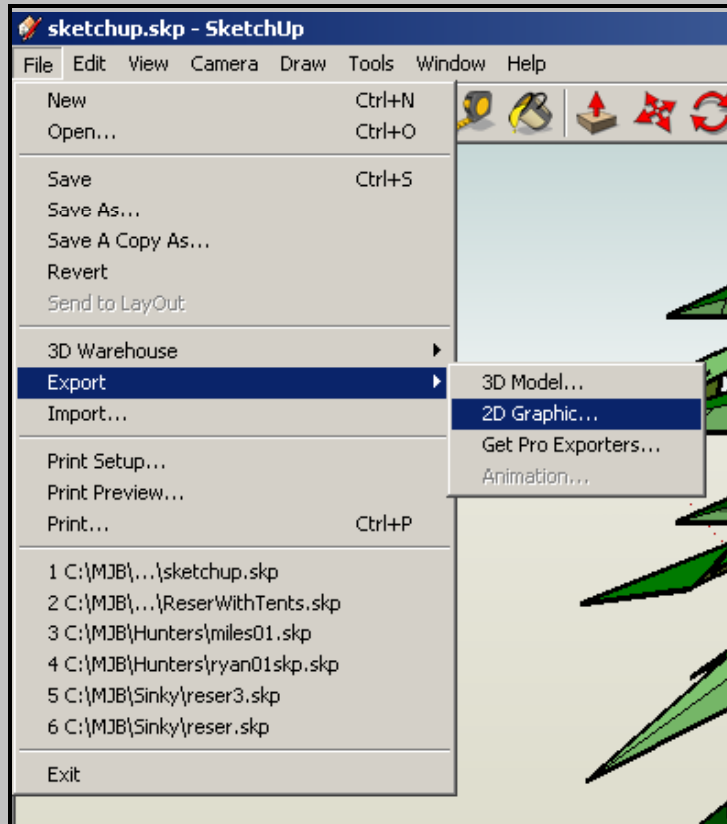 sketchup.skp - SketchUp
File Edit View Camera Draw Tools Window Help
New Ctrl+N
Open... Ctrl+O
Save Ctrl+S
Save As...
Save A Copy As...
Revert
Send to LayOut
3D Warehouse
Export
Import...
3D Model...
2D Graphic...
Get Pro Exporters...
Animation...
Print Setup...
Print Preview...
Print... Ctrl+P
1 C:\MJB\...\sketchup.skp
2 C:\MJB\...\ReserWithTents.skp
3 C:\MJB\Hunters\miles01.skp
4 C:\MJB\Hunters\ryan01skp.skp
5 C:\MJB\Sinky\reser3.skp
6 C:\MJB\Sinky\reser.skp
Exit